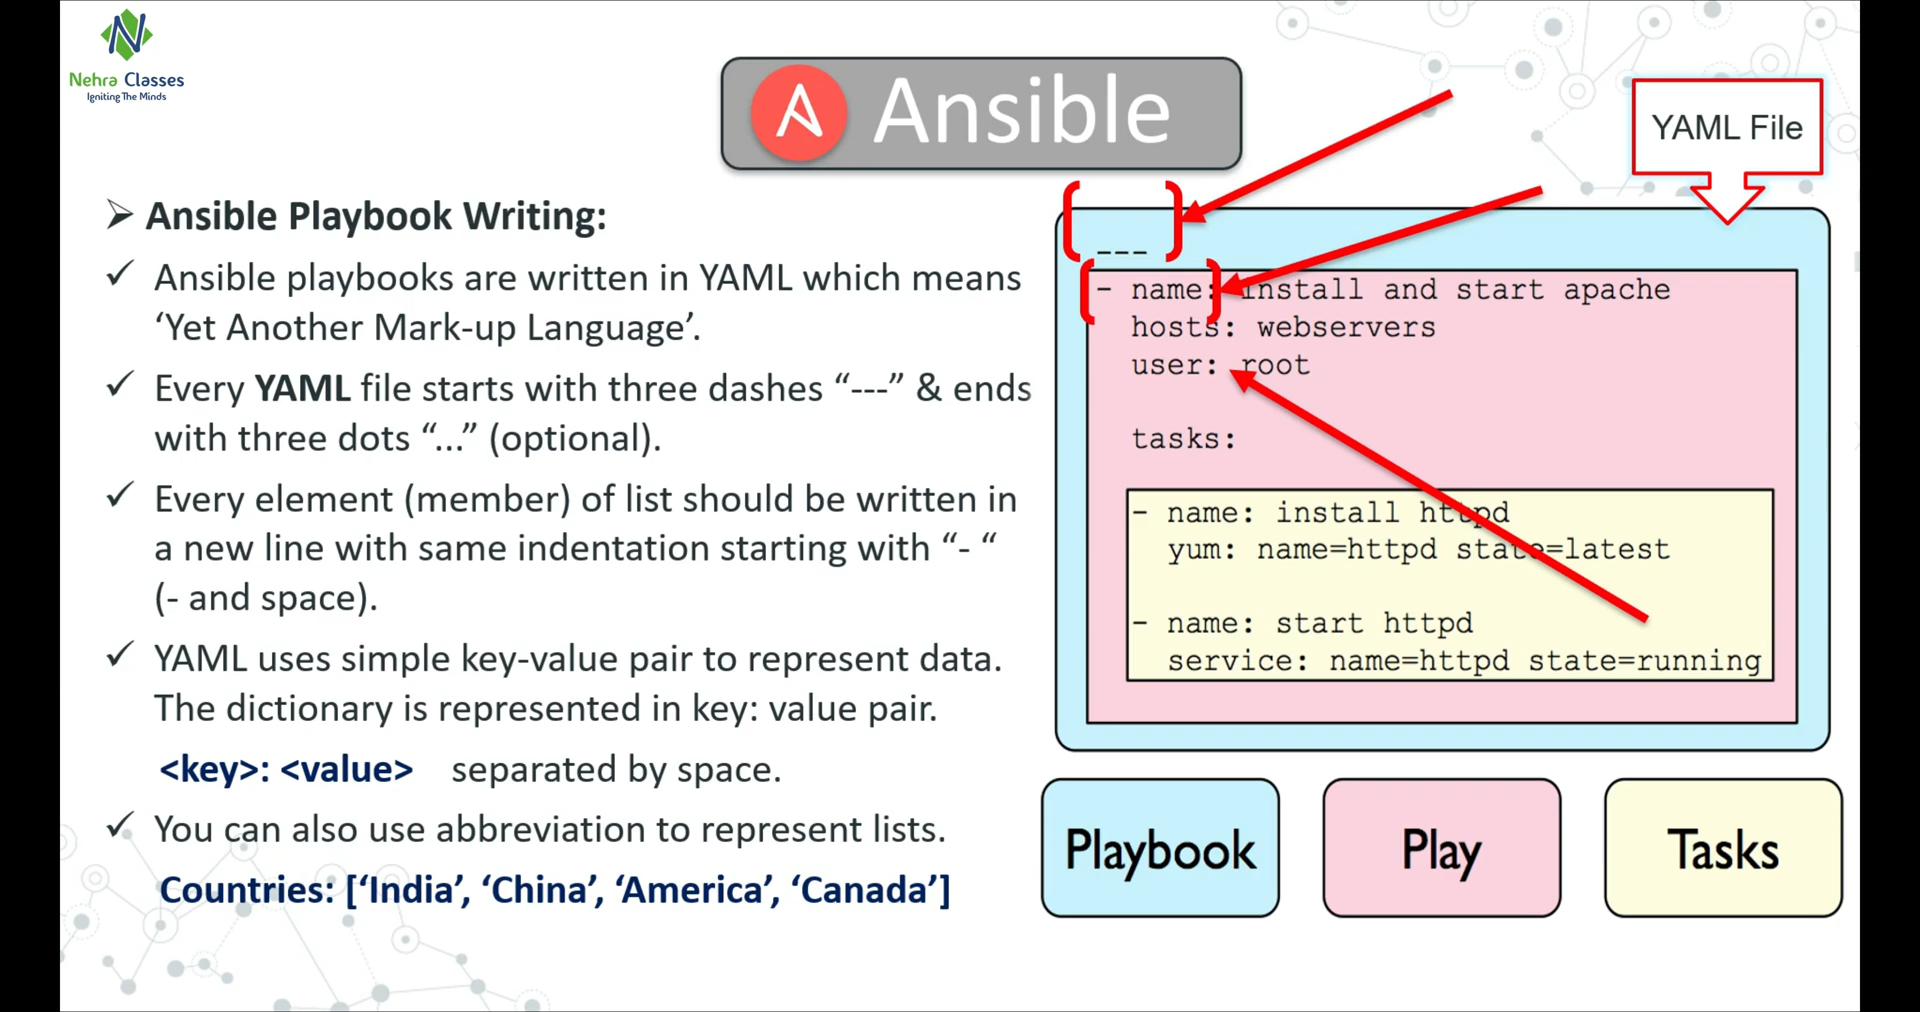 Nehra Classes
Igniting The Minds
Ansible
YAML File
➢ Ansible Playbook Writing:
✓ Ansible playbooks are written in YAML which means
‘Yet Another Mark-up Language’.
✓ Every YAML file starts with three dashes “---” & ends
with three dots “...” (optional).
✓ Every element (member) of list should be written in
a new line with same indentation starting with “- “
(- and space).
✓ YAML uses simple key-value pair to represent data.
The dictionary is represented in key: value pair.
<key>: <value> separated by space.
✓ You can also use abbreviation to represent lists.
Countries: [‘India’, ‘China’, ‘America’, ‘Canada’]
---
- name: install and start apache
hosts: webservers
user: root
tasks:
- name: install httpd
yum: name=httpd state=latest
- name: start httpd
service: name=httpd state=running
Playbook
Play
Tasks